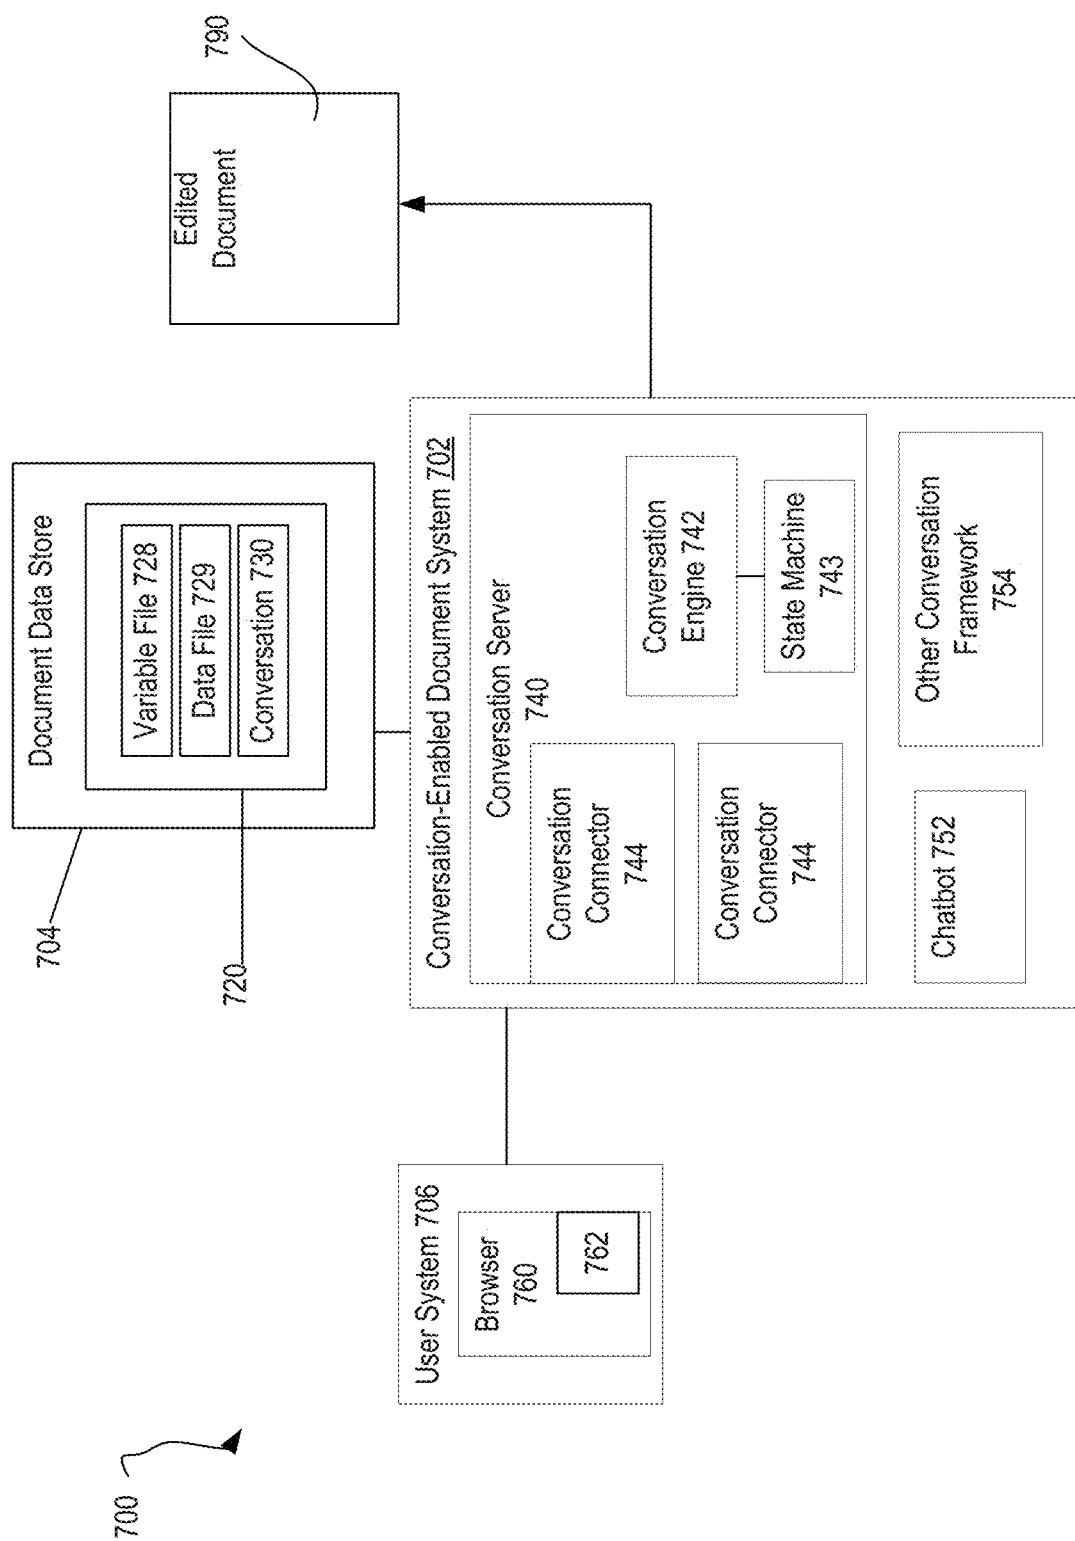 700
User System 706
Browser
760
762
704
720
Document Data Store
Variable File 728
Data File 729
Conversation 730
Conversation-Enabled Document System 702
Conversation Server
740
Conversation
Connector
744
Conversation
Connector
744
Conversation
Engine 742
State Machine
743
Chatbot 752
Other Conversation
Framework
754
Edited
Document
790